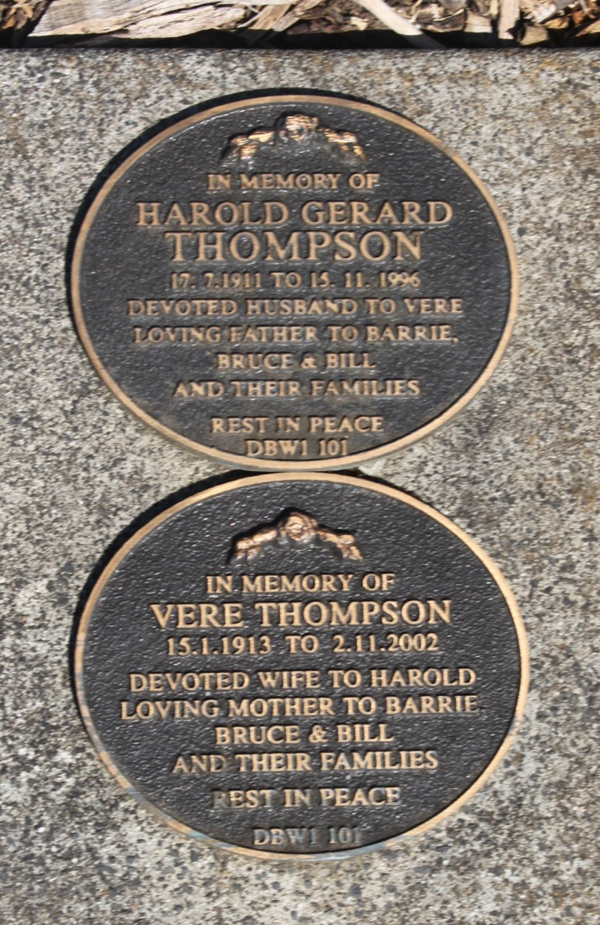 IN MEMORY OF
HAROLD GERARD
THOMPSON
17. 7.1911 TO 15. 11. 1996
DEVOTED HUSBAND TO VERE
LOVING FATHER TO BARRIE,
BRUCE & BILL
AND THEIR FAMILIES
REST IN PEACE
DBW1 101
IN MEMORY OF
VERE THOMPSON
15.1.1913 TO 2.11.2002
DEVOTED WIFE TO HAROLD
LOVING MOTHER TO BARRIE
BRUCE & BILL
AND THEIR FAMILIES
REST IN PEACE
DBW1 101